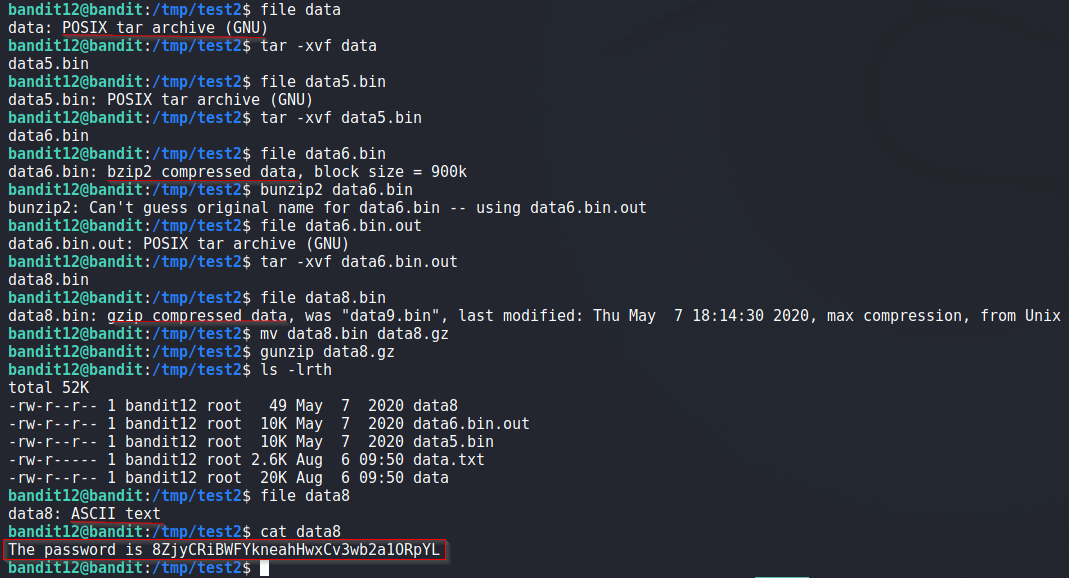 bandit12@bandit:/tmp/test2$ file data
data: POSIX tar archive (GNU)
bandit12@bandit:/tmp/test2$ tar -xvf data
data5.bin
bandit12@bandit:/tmp/test2$ file data5.bin
data5.bin: POSIX tar archive (GNU)
bandit12@bandit:/tmp/test2$ tar -xvf data5.bin
data6.bin
bandit12@bandit:/tmp/test2$ file data6.bin
data6.bin: bzip2 compressed data, block size = 900k
bandit12@bandit:/tmp/test2$ bunzip2 data6.bin
bunzip2: Can't guess original name for data6.bin -- using data6.bin.out
bandit12@bandit:/tmp/test2$ file data6.bin.out
data6.bin.out: POSIX tar archive (GNU)
bandit12@bandit:/tmp/test2$ tar -xvf data6.bin.out
data8.bin
bandit12@bandit:/tmp/test2$ file data8.bin
data8.bin: gzip compressed data, was "data9.bin", last modified: Thu May  7 18:14:30 2020, max compression, from Unix
bandit12@bandit:/tmp/test2$ mv data8.bin data8.gz
bandit12@bandit:/tmp/test2$ gunzip data8.gz
bandit12@bandit:/tmp/test2$ ls -lrth
total 52K
-rw-r--r-- 1 bandit12 root   49 May  7  2020 data8
-rw-r--r-- 1 bandit12 root  10K May  7  2020 data6.bin.out
-rw-r--r-- 1 bandit12 root  10K May  7  2020 data5.bin
-rw-r----- 1 bandit12 root 2.6K Aug  6 09:50 data.txt
-rw-r--r-- 1 bandit12 root  20K Aug  6 09:50 data
bandit12@bandit:/tmp/test2$ file data8
data8: ASCII text
bandit12@bandit:/tmp/test2$ cat data8
The password is 8ZjyCRiBWFYkneahHwxCv3wb2a1ORpYL
bandit12@bandit:/tmp/test2$